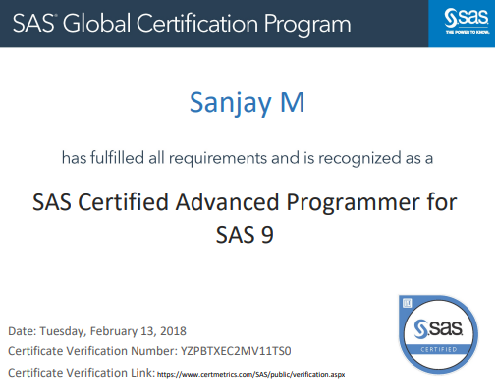 SAS® Global Certification Program
sas
THE POWER TO KNOW.
Sanjay M
has fulfilled all requirements and is recognized as a
SAS Certified Advanced Programmer for
SAS 9
Date: Tuesday, February 13, 2018
Certificate Verification Number: YZPBTXEC2MV11TS0
Certificate Verification Link: https://www.certmetrics.com/SAS/public/verification.aspx
sas
CERTIFIED